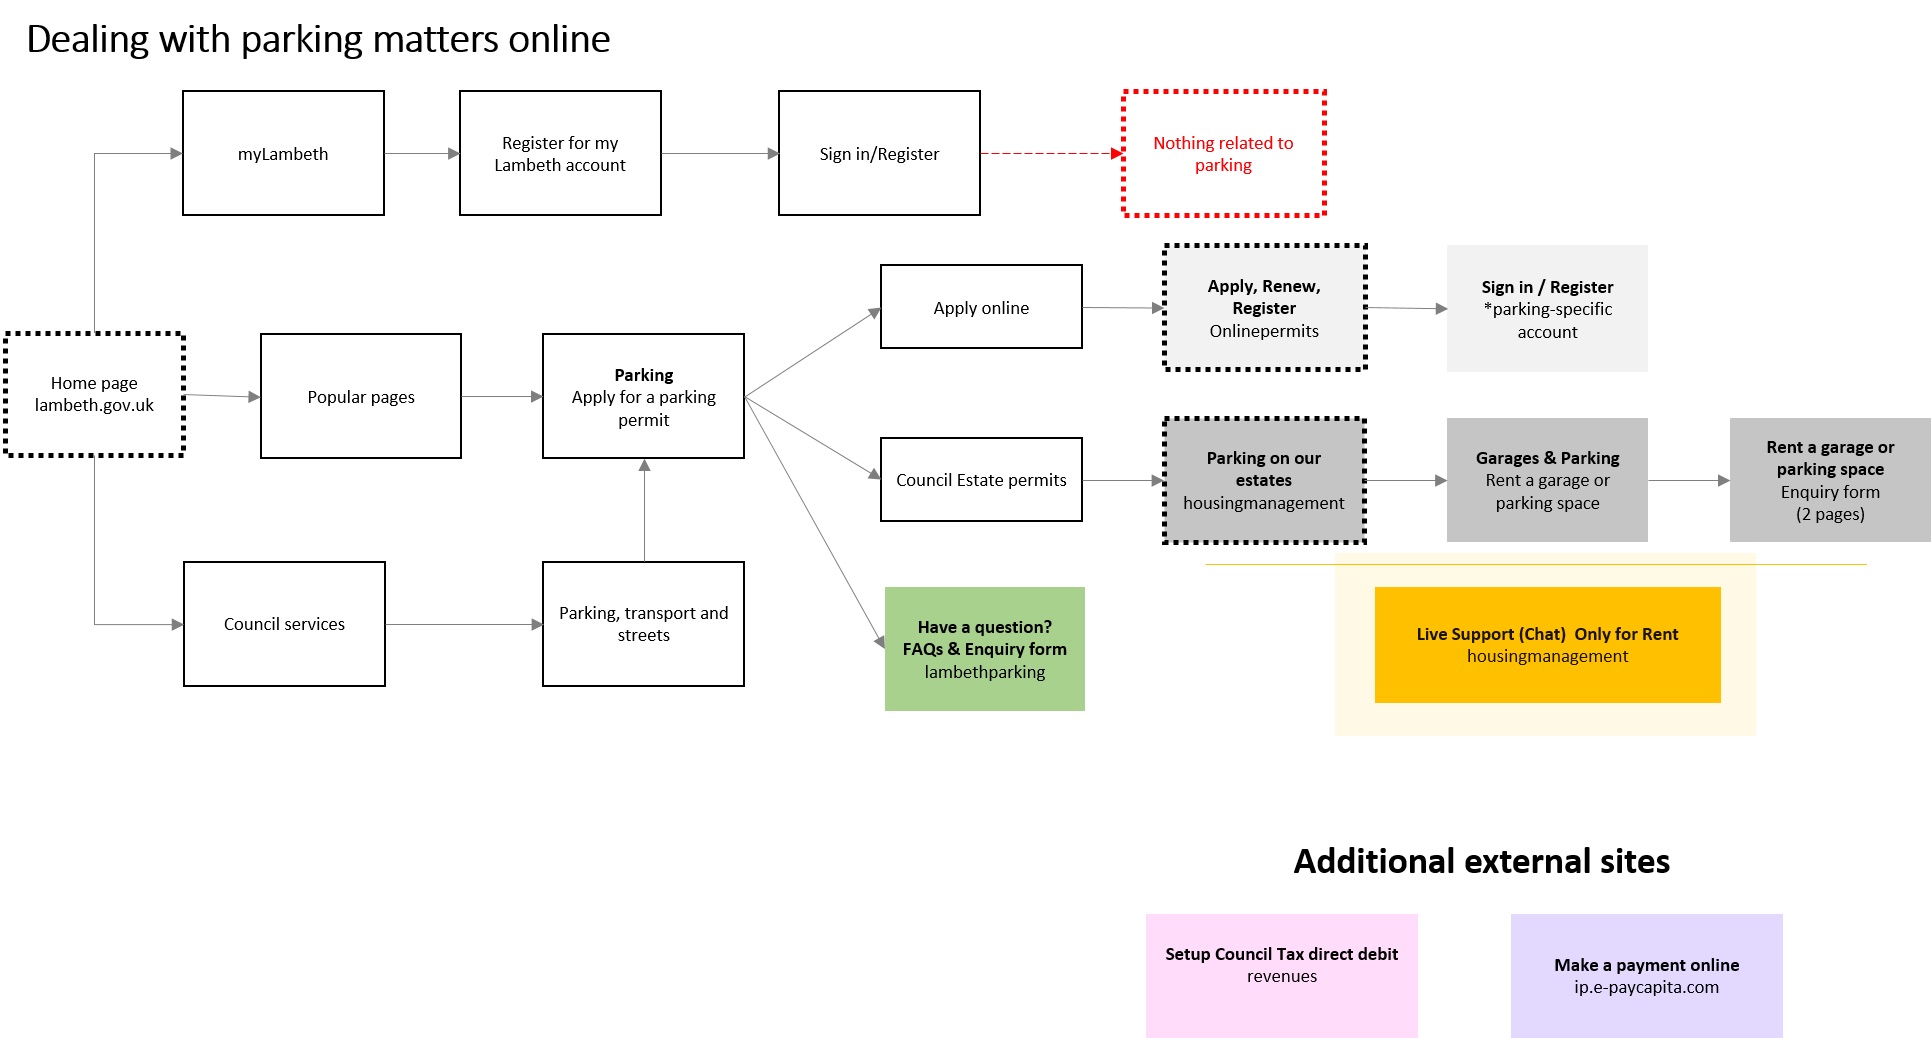 Dealing with parking matters online
myLambeth
Register for my
Lambeth account
Sign in/Register
Nothing related to
parking
Home page
lambeth.gov.uk
Popular pages
Parking
Apply for a parking
permit
Apply online
Apply, Renew,
Register
Onlinepermits
Sign in / Register
*parking-specific
account
Council Estate permits
Parking on our
estates
housingmanagement
Garages & Parking
Rent a garage or
parking space
Rent a garage or
parking space
Enquiry form
(2 pages)
Council services
Parking, transport and
streets
Have a question?
FAQs & Enquiry form
lambethparking
Live Support (Chat)  Only for Rent
housingmanagement
Additional external sites
Setup Council Tax direct debit
revenues
Make a payment online
ip.e-paycapita.com